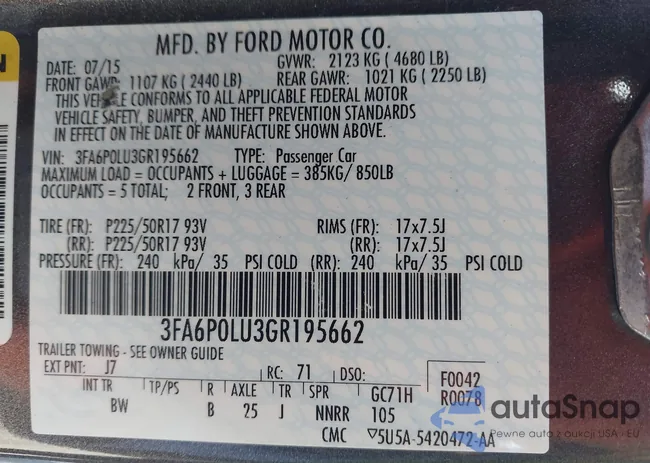 MFD. BY FORD MOTOR CO.
DATE: 07/15 GVWR: 2123 KG ( 4680 LB)
FRONT GAWR: 1107 KG ( 2440 LB) REAR GAWR: 1021 KG ( 2250 LB)
THIS VEHICLE CONFORMS TO ALL APPLICABLE FEDERAL MOTOR
VEHICLE SAFETY, BUMPER, AND THEFT PREVENTION STANDARDS
IN EFFECT ON THE DATE OF MANUFACTURE SHOWN ABOVE.
VIN: 3FA6P0LU3GR195662 TYPE: Passenger Car
MAXIMUM LOAD = OCCUPANTS + LUGGAGE = 385KG/ 850LB
OCCUPANTS = 5 TOTAL; 2 FRONT, 3 REAR
TIRE (FR): P225/50R17 93V RIMS (FR): 17x7.5J
(RR): P225/50R17 93V (RR): 17x7.5J
PRESSURE (FR): 240 kPa/ 35 PSI COLD (RR): 240 kPa/ 35 PSI COLD
3FA6P0LU3GR195662
TRAILER TOWING - SEE OWNER GUIDE
EXT PNT: J7 RC: 71 DSO: F0042
INT TR TP/PS R AXLE TR SPR GC71H R0078
BW B 25 J NNRR 105
CMC ▽5U5A-5420472-AA
autaSnap
Pewne auto z aukcji USA - EU